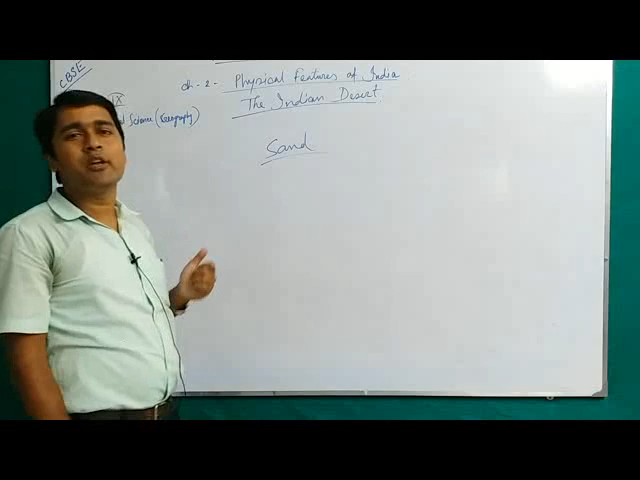 CBSE
IX
Science (Geography)
ch - 2 - Physical Features of India
The Indian Desert
Sand